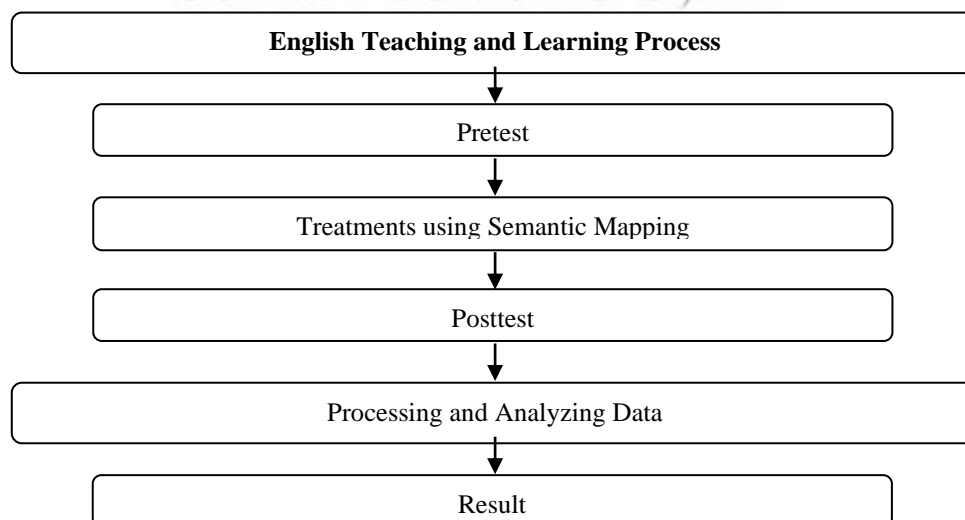 English Teaching and Learning Process
Pretest
Treatments using Semantic Mapping
Posttest
Processing and Analyzing Data
Result